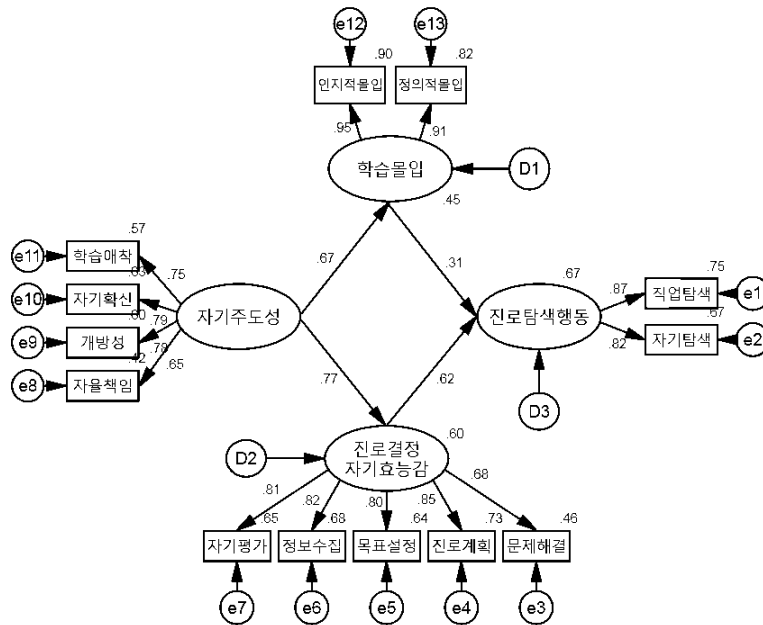 e12
e13
.90
.82
인지적몰입
정의적몰입
.95
.91
학습몰입
D1
.45
.57
e11
학습애착
.63
.75
.67
.31
.67
.75
e10
자기확신
.60
.79
자기주도성
진로탐색행동
.87
직업탐색
e1
e9
개방성
.78
.42
.82
.67
자기탐색
e2
e8
자율책임
.65
.77
.62
D3
D2
진로결정
자기효능감
.60
.81
.82
.80
.85
.68
.65
.68
.64
.73
.46
자기평가
정보수집
목표설정
진로계획
문제해결
e7
e6
e5
e4
e3